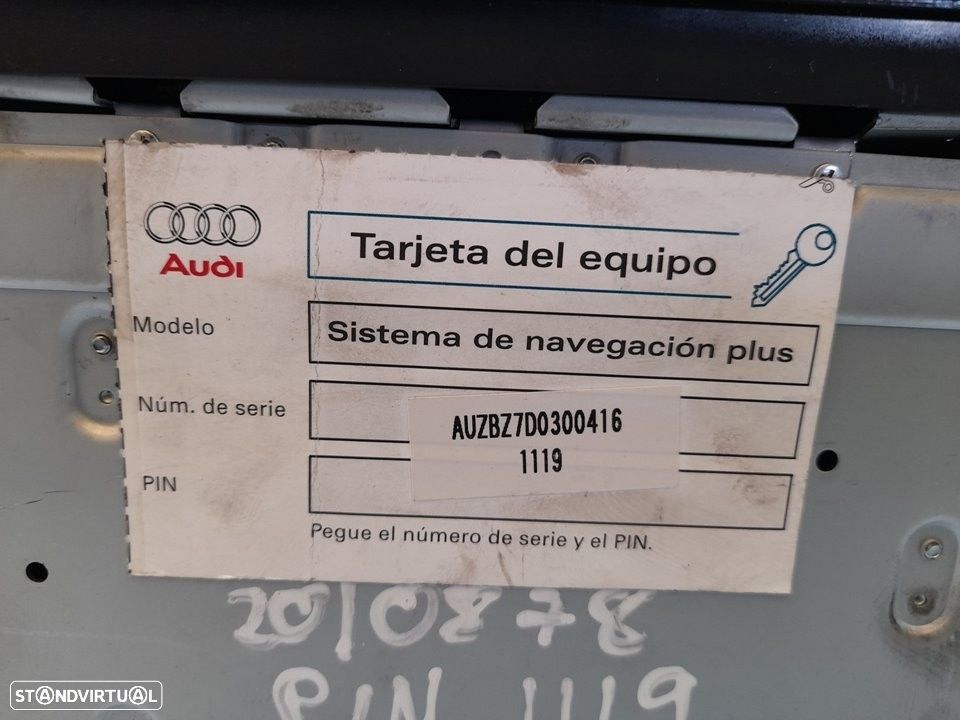 Audi
Tarjeta del equipo
Modelo
Sistema de navegación plus
Núm. de serie
AUZBZ7D0300416
PIN
1119
Pegue el número de serie y el PIN.
2010878
PIN 1119
STANDVIRTUAL